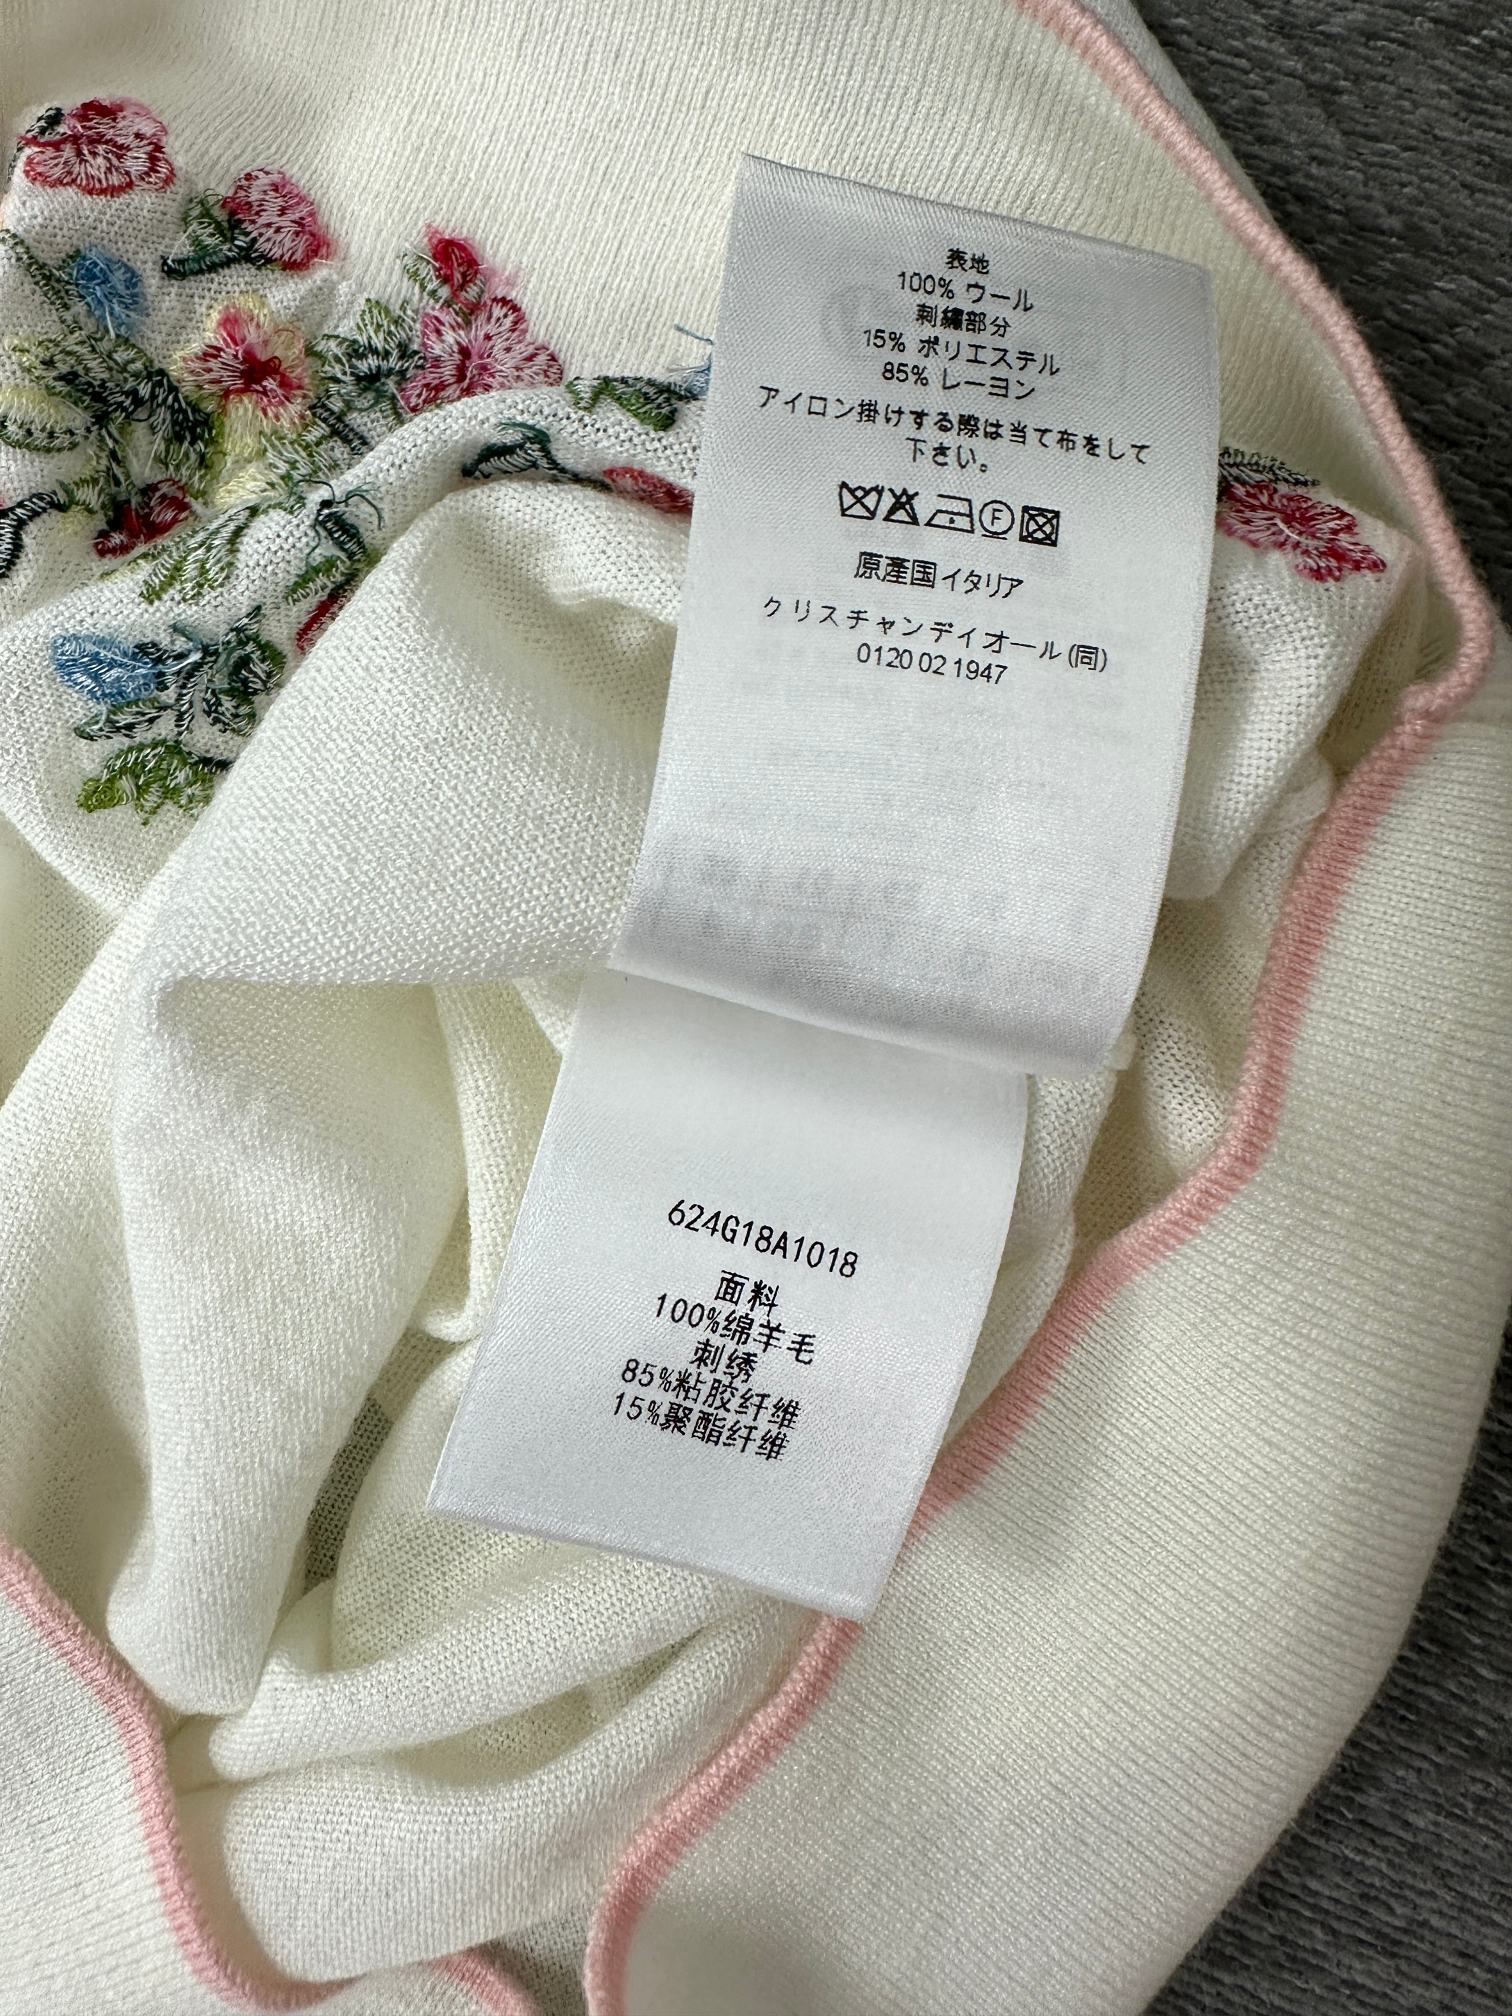 表地
100% ウール
刺繍部分
15% ポリエステル
85% レーヨン
アイロン掛けする際は当て布をして
下さい。
F
原產国イタリア
クリスチャンディオール(同)
0120 02 1947
624G18A1018
面料
100%绵羊毛
刺绣
85%粘胶纤维
15%聚酯纤维